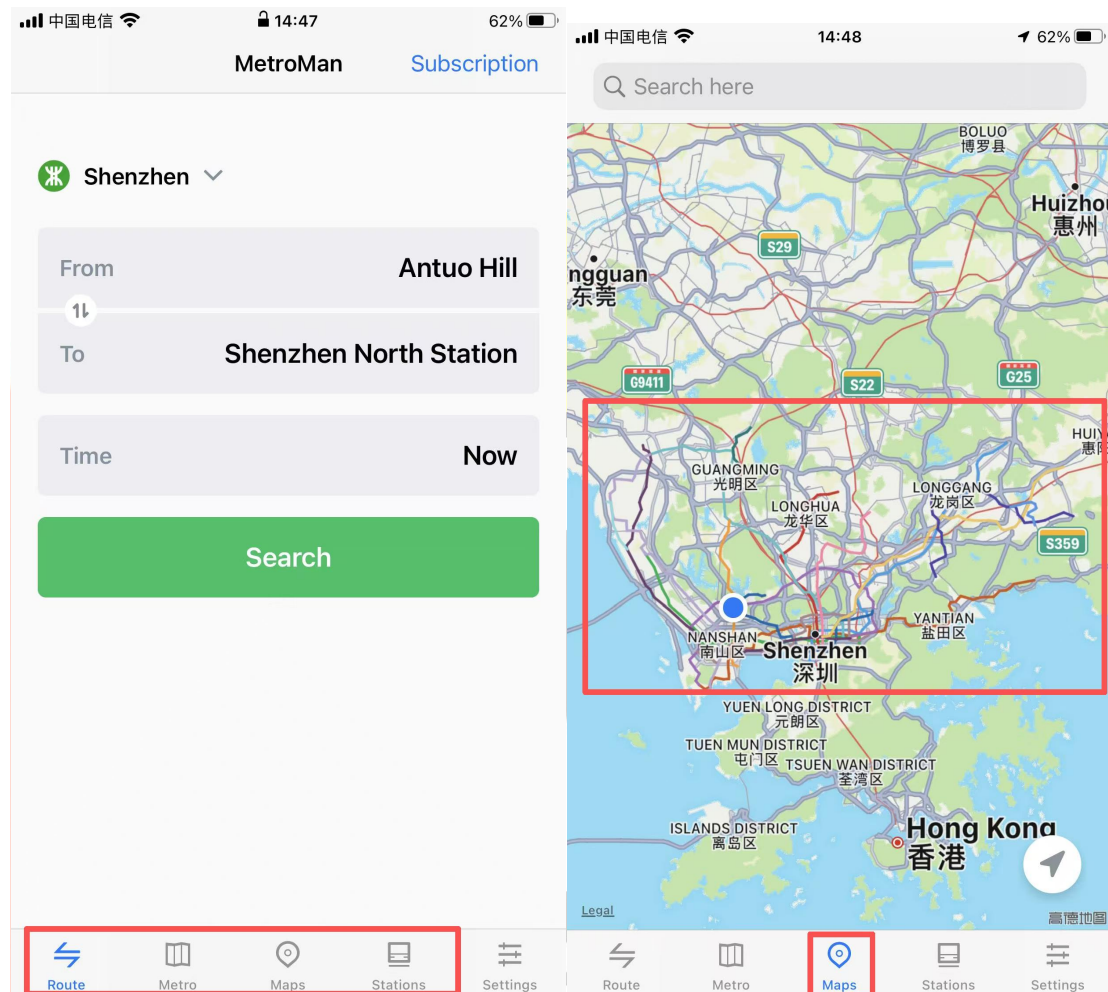 中国电信 14:47 62%
MetroMan Subscription
Shenzhen
From Antuo Hill
To Shenzhen North Station
Time Now
Search
Route Metro Maps Stations Settings
中国电信 14:48 62%
Search here
BOLUO
博罗县
Huizhou
惠州
S29
ngguan
东莞
G9411
S22
G25
HUIY
惠阳
GUANGMING
光明区
LONGGANG
龙岗区
LONGHUA
龙华区
S359
YANTIAN
盐田区
NANSHAN
南山区
Shenzhen
深圳
YUEN LONG DISTRICT
元朗区
TUEN MUN DISTRICT
屯门区
TSUEN WAN DISTRICT
荃湾区
ISLANDS DISTRICT
离岛区
Hong Kong
香港
Legal
高德地图
Route Metro Maps Stations Settings